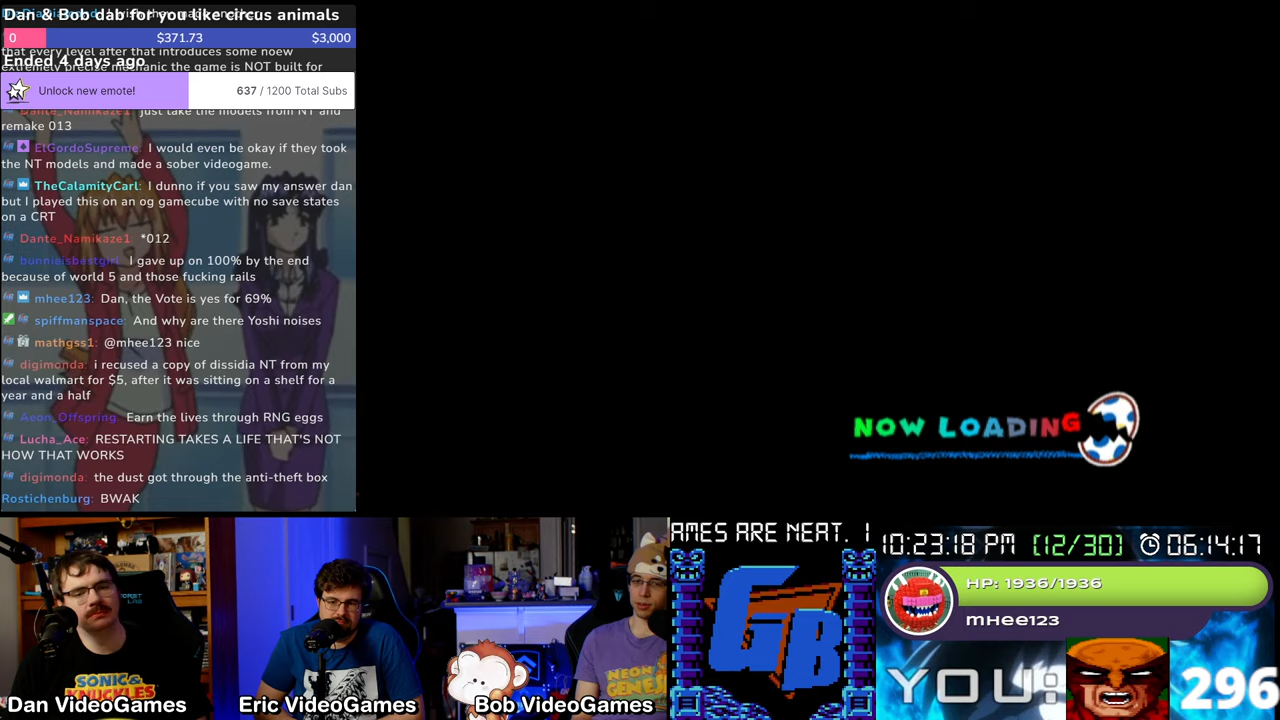 Dan & Bob dab for you like circus animals
0 $371.73 $3,000
that every level after that introduces some noew
Ended 4 days ago
extremely precise mechanic the game is NOT built for
Unlock new emote! 637 / 1200 Total Subs
Dante_Namikaze1: just take the models from NT and
remake 013
ElGordoSupreme: I would even be okay if they took
the NT models and made a sober videogame.
TheCalamityCarl: I dunno if you saw my answer dan
but I played this on an og gamecube with no save states
on a CRT
Dante_Namikaze1: *012
bunnieisbestgirl: I gave up on 100% by the end
because of world 5 and those fucking rails
mhee123: Dan, the Vote is yes for 69%
spiffmanspace: And why are there Yoshi noises
mathgss1: @mhee123 nice
digimonda: i recused a copy of dissidia NT from my
local walmart for $5, after it was sitting on a shelf for a
year and a half
Aeon_Offspring: Earn the lives through RNG eggs
Lucha_Ace: RESTARTING TAKES A LIFE THAT'S NOT
HOW THAT WORKS
digimonda: the dust got through the anti-theft box
Rostichenburg: BWAK
NOW LOADING
AMES ARE NEAT. I
10:23:18 PM [12/30] 06:14:17
HP: 1936/1936
mHee123
GB
YOU:
296
SONIC &
KNUCKLES
NEON
GENE
Dan VideoGames
Eric VideoGames
Bob VideoGames